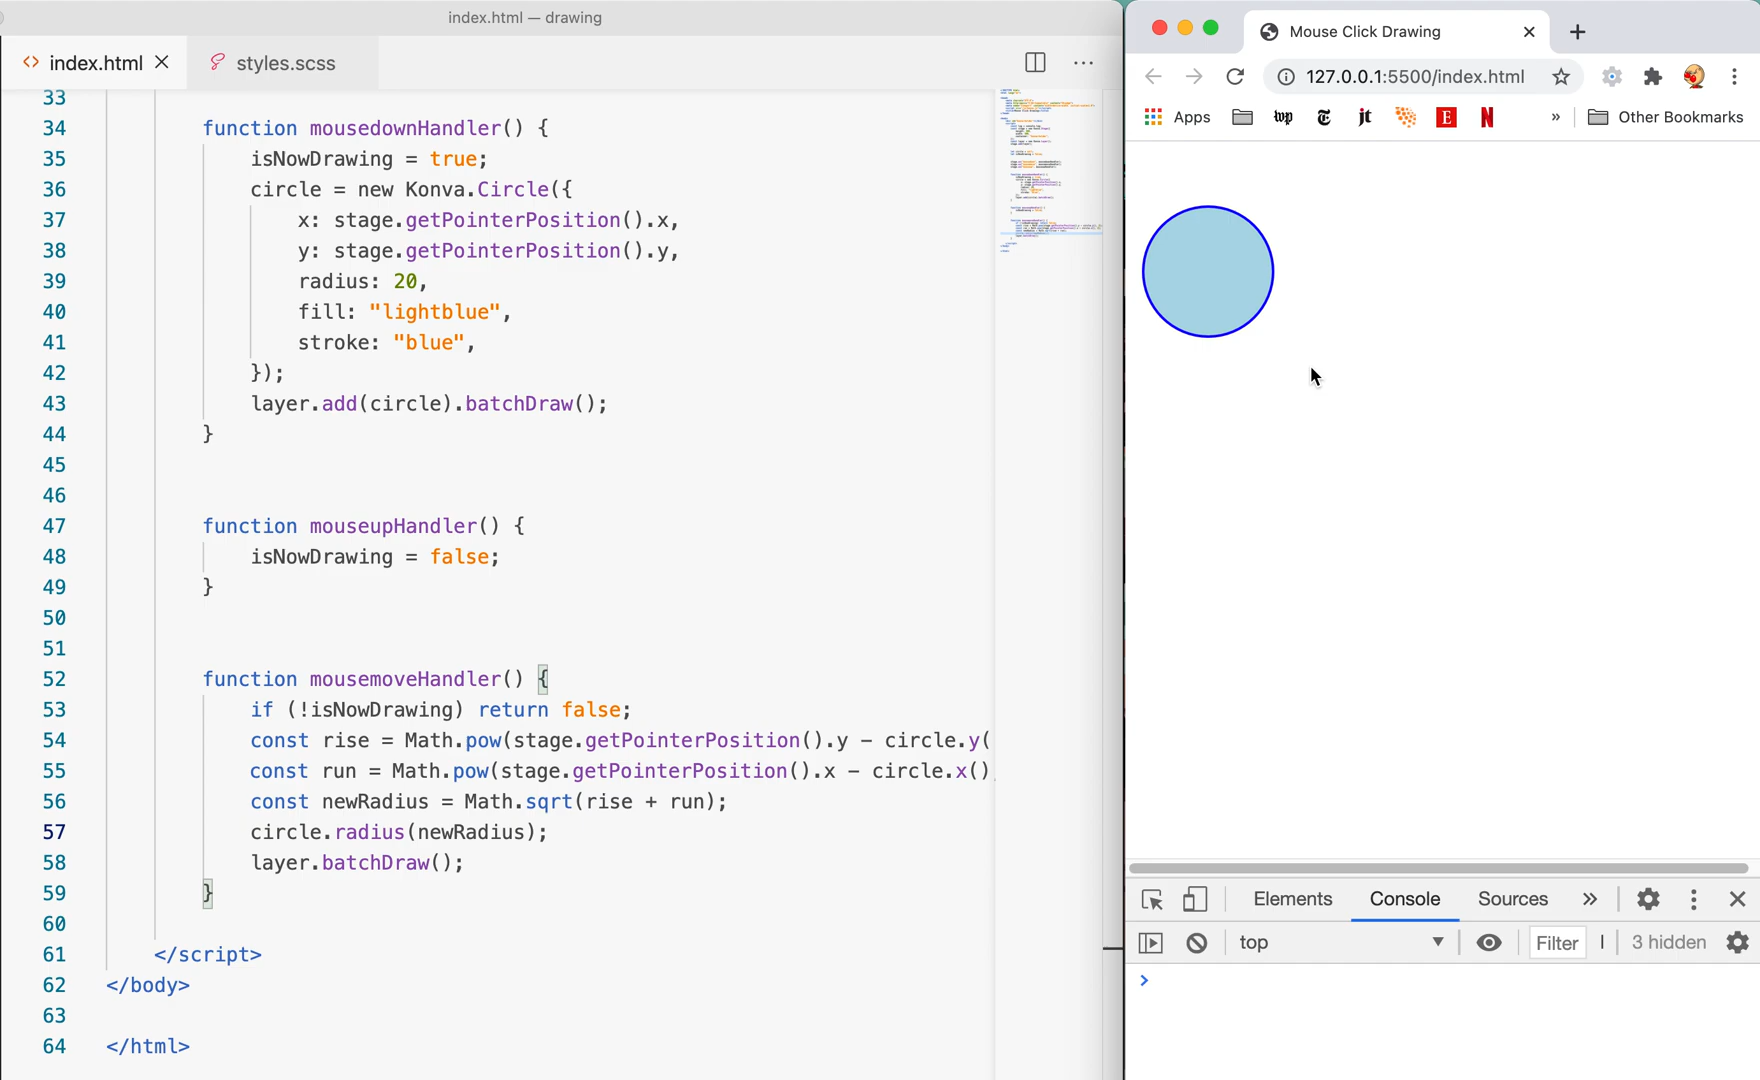 index.html — drawing
<> index.html
styles.scss
33
34 function mousedownHandler() {
35 isNowDrawing = true;
36 circle = new Konva.Circle({
37 x: stage.getPointerPosition().x,
38 y: stage.getPointerPosition().y,
39 radius: 20,
40 fill: "lightblue",
41 stroke: "blue",
42 });
43 layer.add(circle).batchDraw();
44 }
45
46
47 function mouseupHandler() {
48 isNowDrawing = false;
49 }
50
51
52 function mousemoveHandler() {
53 if (!isNowDrawing) return false;
54 const rise = Math.pow(stage.getPointerPosition().y - circle.y(
55 const run = Math.pow(stage.getPointerPosition().x - circle.x()
56 const newRadius = Math.sqrt(rise + run);
57 circle.radius(newRadius);
58 layer.batchDraw();
59 }
60
61 </script>
62 </body>
63
64 </html>
Mouse Click Drawing
127.0.0.1:5500/index.html
Apps wp T jt E N » Other Bookmarks
Elements Console Sources »
top Filter 3 hidden
>